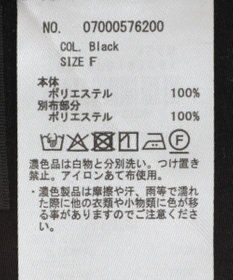 NO. 07000576200
COL. Black
SIZE F
本体
ポリエステル 100%
別布部分
ポリエステル 100%
濃色品は白物と分別洗い。つけ置き
禁止。アイロンあて布使用。
・濃色製品は摩擦や汗、雨等で濡れ
た際に他の衣類や小物類に色が移
る事がありますのでご注意くださ
い。